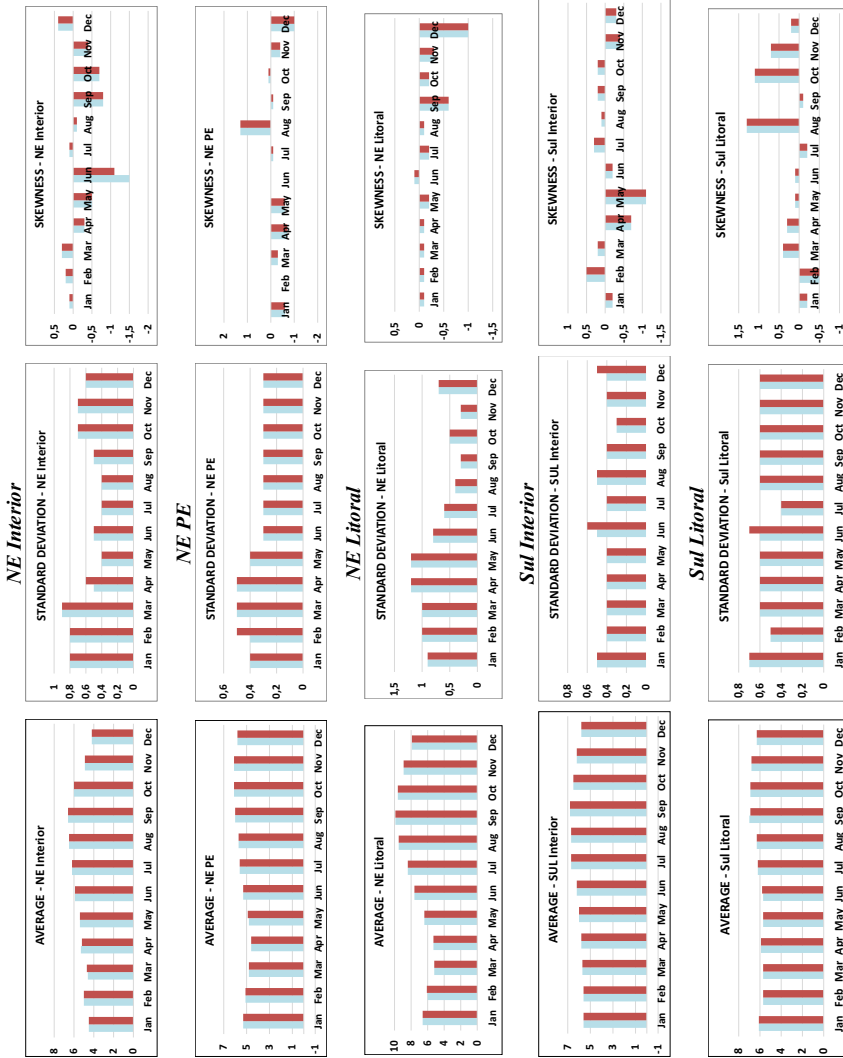 NE Interior
AVERAGE - NE Interior
8
6
4
2
0
Jan Feb Mar Apr May Jun Jul Aug Sep Oct Nov Dec
STANDARD DEVIATION - NE Interior
1
0,8
0,6
0,4
0,2
0
Jan Feb Mar Apr May Jun Jul Aug Sep Oct Nov Dec
SKEWNESS - NE Interior
0,5
0
-0,5
-1
-1,5
-2
Jan Feb Mar Apr May Jun Jul Aug Sep Oct Nov Dec
NE PE
AVERAGE - NE PE
7
5
3
1
-1
Jan Feb Mar Apr May Jun Jul Aug Sep Oct Nov Dec
STANDARD DEVIATION - NE PE
0,6
0,4
0,2
0
Jan Feb Mar Apr May Jun Jul Aug Sep Oct Nov Dec
SKEWNESS - NE PE
2
1
0
-1
-2
Jan Feb Mar Apr May Jun Jul Aug Sep Oct Nov Dec
NE Litoral
AVERAGE - NE Litoral
10
8
6
4
2
0
Jan Feb Mar Apr May Jun Jul Aug Sep Oct Nov Dec
STANDARD DEVIATION - NE Litoral
1,5
1
0,5
0
Jan Feb Mar Apr May Jun Jul Aug Sep Oct Nov Dec
SKEWNESS - NE Litoral
0,5
0
-0,5
-1
-1,5
Jan Feb Mar Apr May Jun Jul Aug Sep Oct Nov Dec
Sul Interior
AVERAGE - SUL Interior
7
5
3
1
-1
Jan Feb Mar Apr May Jun Jul Aug Sep Oct Nov Dec
STANDARD DEVIATION - SUL Interior
0,8
0,6
0,4
0,2
0
Jan Feb Mar Apr May Jun Jul Aug Sep Oct Nov Dec
SKEWNESS - Sul Interior
1
0,5
0
-0,5
-1
-1,5
Jan Feb Mar Apr May Jun Jul Aug Sep Oct Nov Dec
Sul Litoral
AVERAGE - Sul Litoral
8
6
4
2
0
Jan Feb Mar Apr May Jun Jul Aug Sep Oct Nov Dec
STANDARD DEVIATION - Sul Litoral
0,8
0,6
0,4
0,2
0
Jan Feb Mar Apr May Jun Jul Aug Sep Oct Nov Dec
SKEWNESS - Sul Litoral
1,5
1
0,5
0
-0,5
-1
Jan Feb Mar Apr May Jun Jul Aug Sep Oct Nov Dec